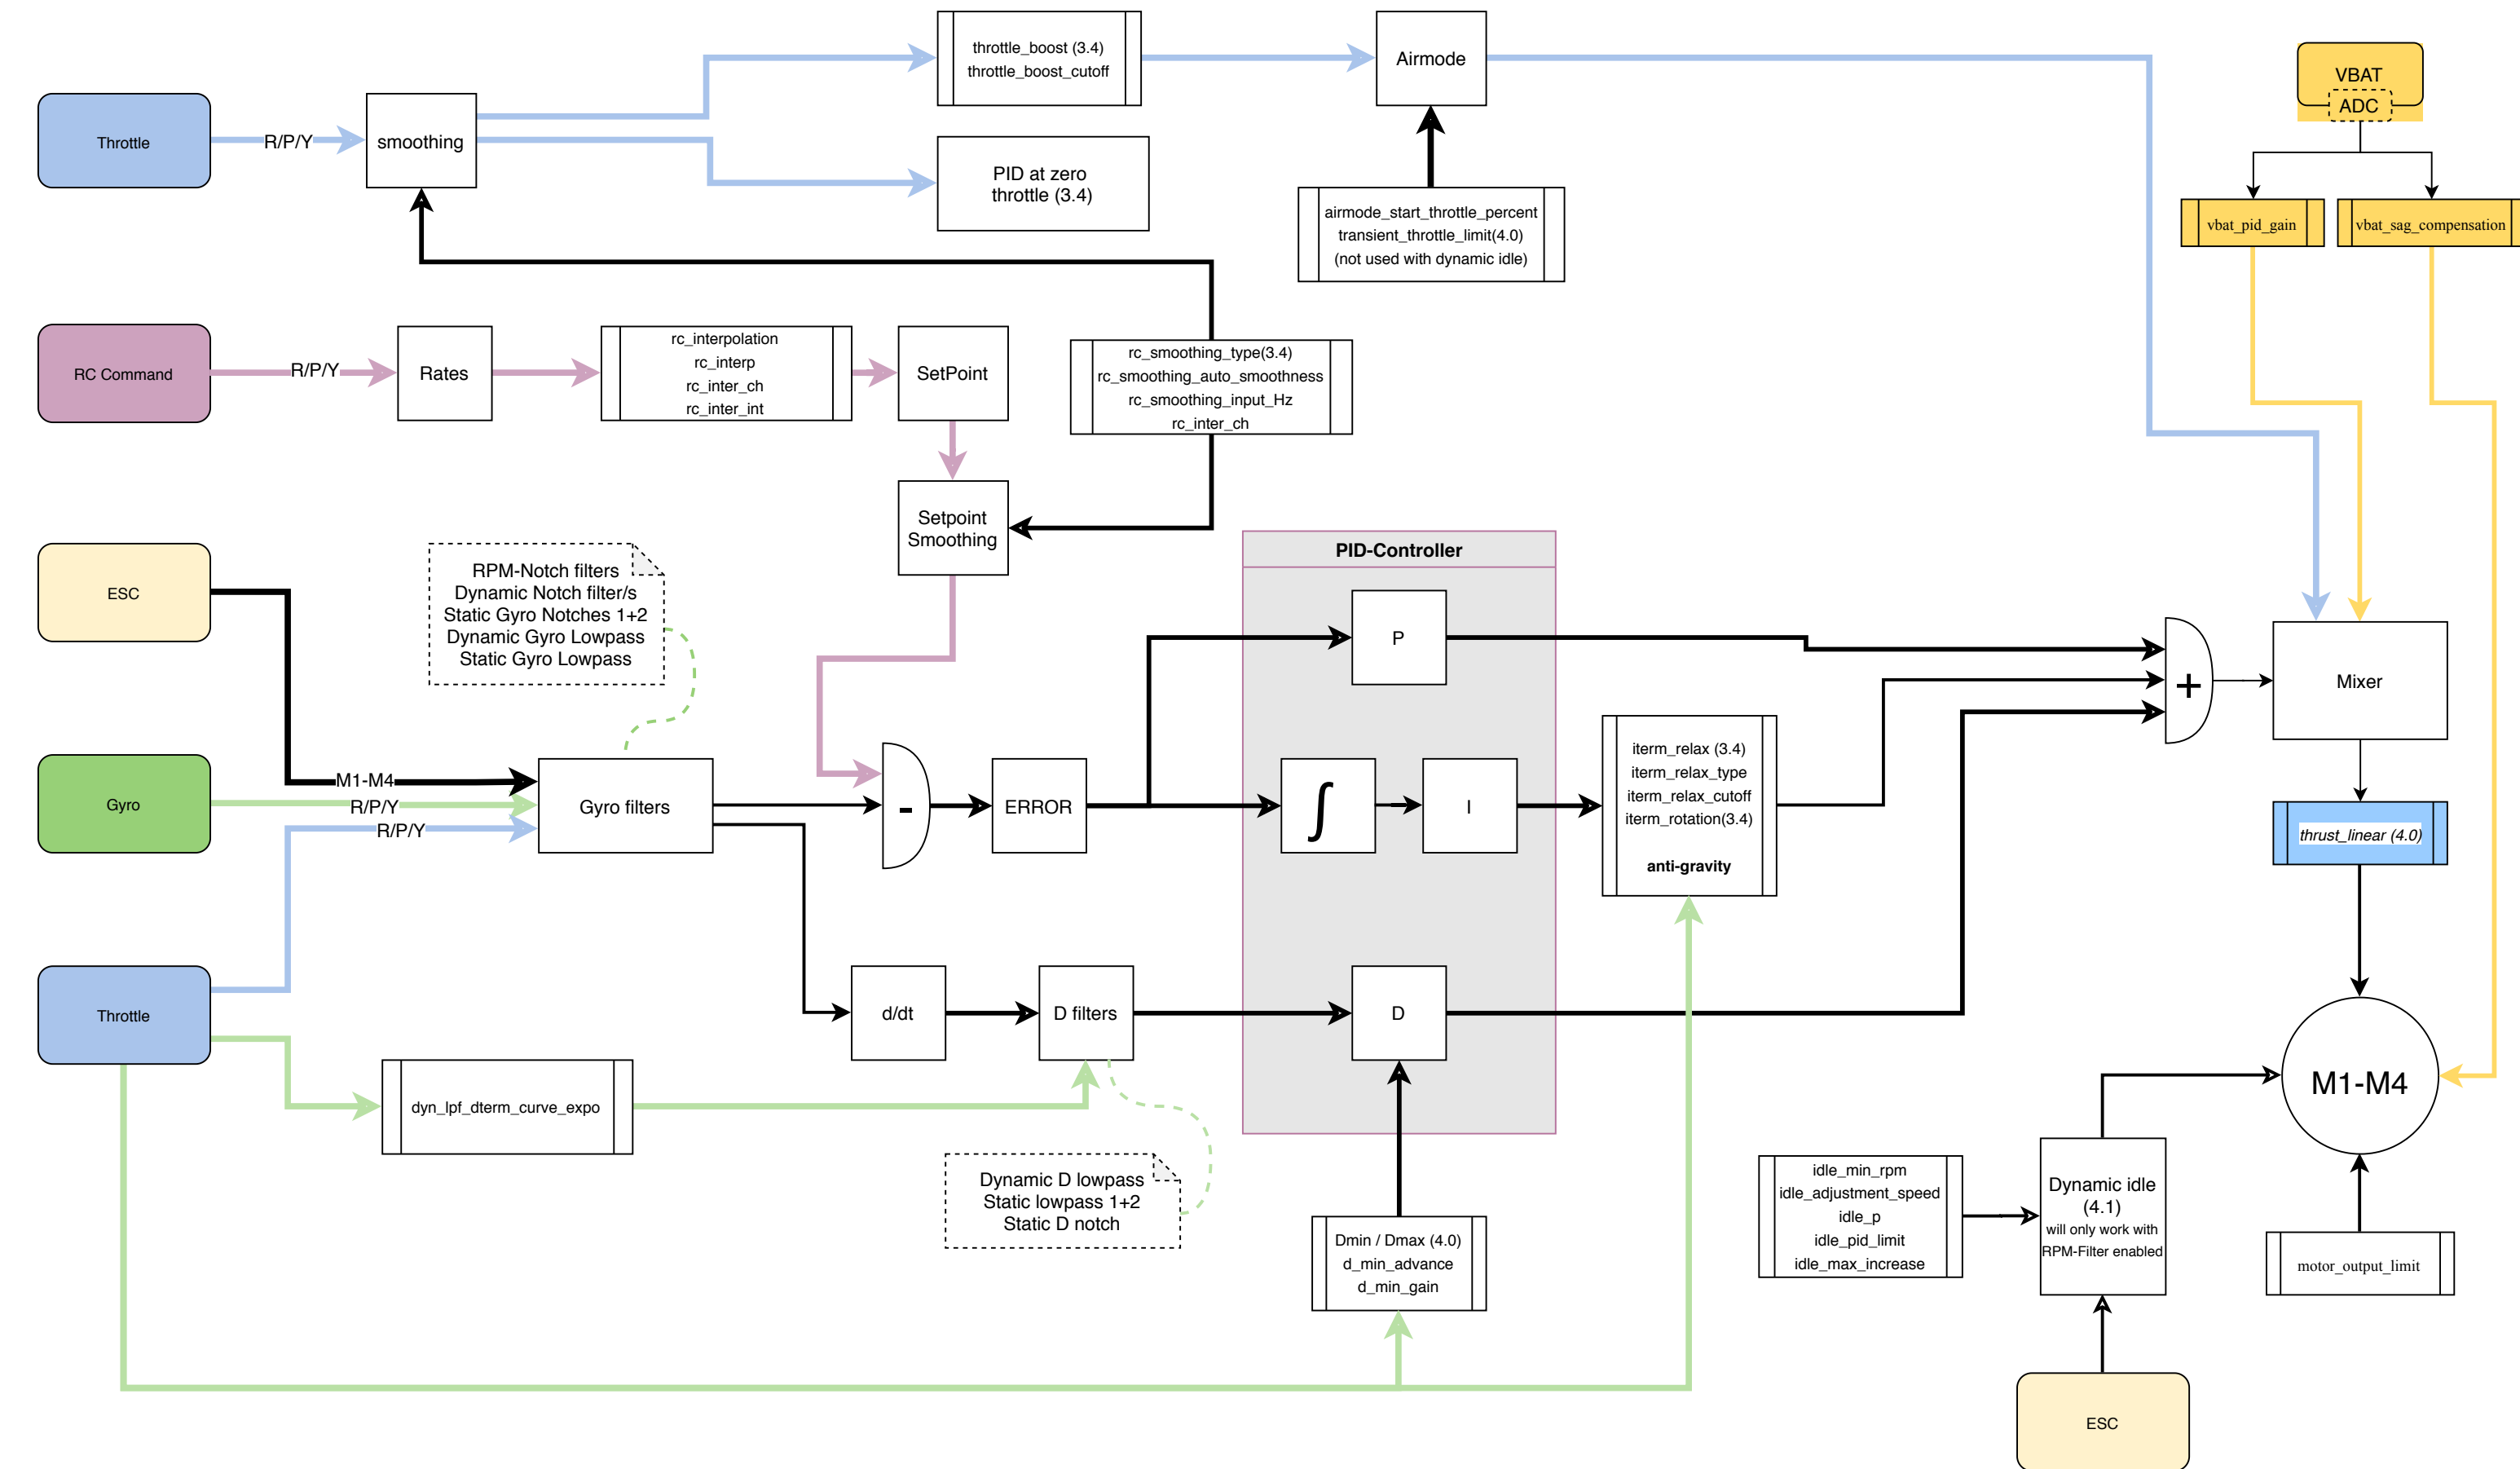 throttle_boost (3.4)
throttle_boost_cutoff
Airmode
VBAT
ADC
Throttle
R/P/Y
smoothing
PID at zero
throttle (3.4)
airmode_start_throttle_percent
transient_throttle_limit(4.0)
(not used with dynamic idle)
vbat_pid_gain
vbat_sag_compensation
RC Command
R/P/Y
Rates
rc_interpolation
rc_interp
rc_inter_ch
rc_inter_int
SetPoint
rc_smoothing_type(3.4)
rc_smoothing_auto_smoothness
rc_smoothing_input_Hz
rc_inter_ch
Setpoint
Smoothing
ESC
RPM-Notch filters
Dynamic Notch filter/s
Static Gyro Notches 1+2
Dynamic Gyro Lowpass
Static Gyro Lowpass
PID-Controller
P
+
Mixer
Gyro
M1-M4
R/P/Y
R/P/Y
Gyro filters
-
ERROR
∫
I
iterm_relax (3.4)
iterm_relax_type
iterm_relax_cutoff
iterm_rotation(3.4)
anti-gravity
thrust_linear (4.0)
Throttle
d/dt
D filters
D
M1-M4
dyn_lpf_dterm_curve_expo
Dynamic D lowpass
Static lowpass 1+2
Static D notch
Dmin / Dmax (4.0)
d_min_advance
d_min_gain
idle_min_rpm
idle_adjustment_speed
idle_p
idle_pid_limit
idle_max_increase
Dynamic idle
(4.1)
will only work with
RPM-Filter enabled
motor_output_limit
ESC